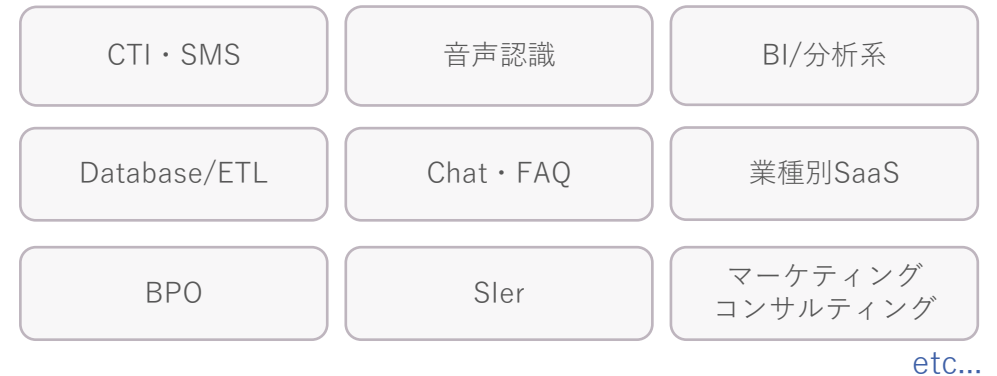 CTI・SMS
音声認識
BI/分析系
Database/ETL
Chat・FAQ
業種別SaaS
BPO
SIer
マーケティング
コンサルティング
etc...